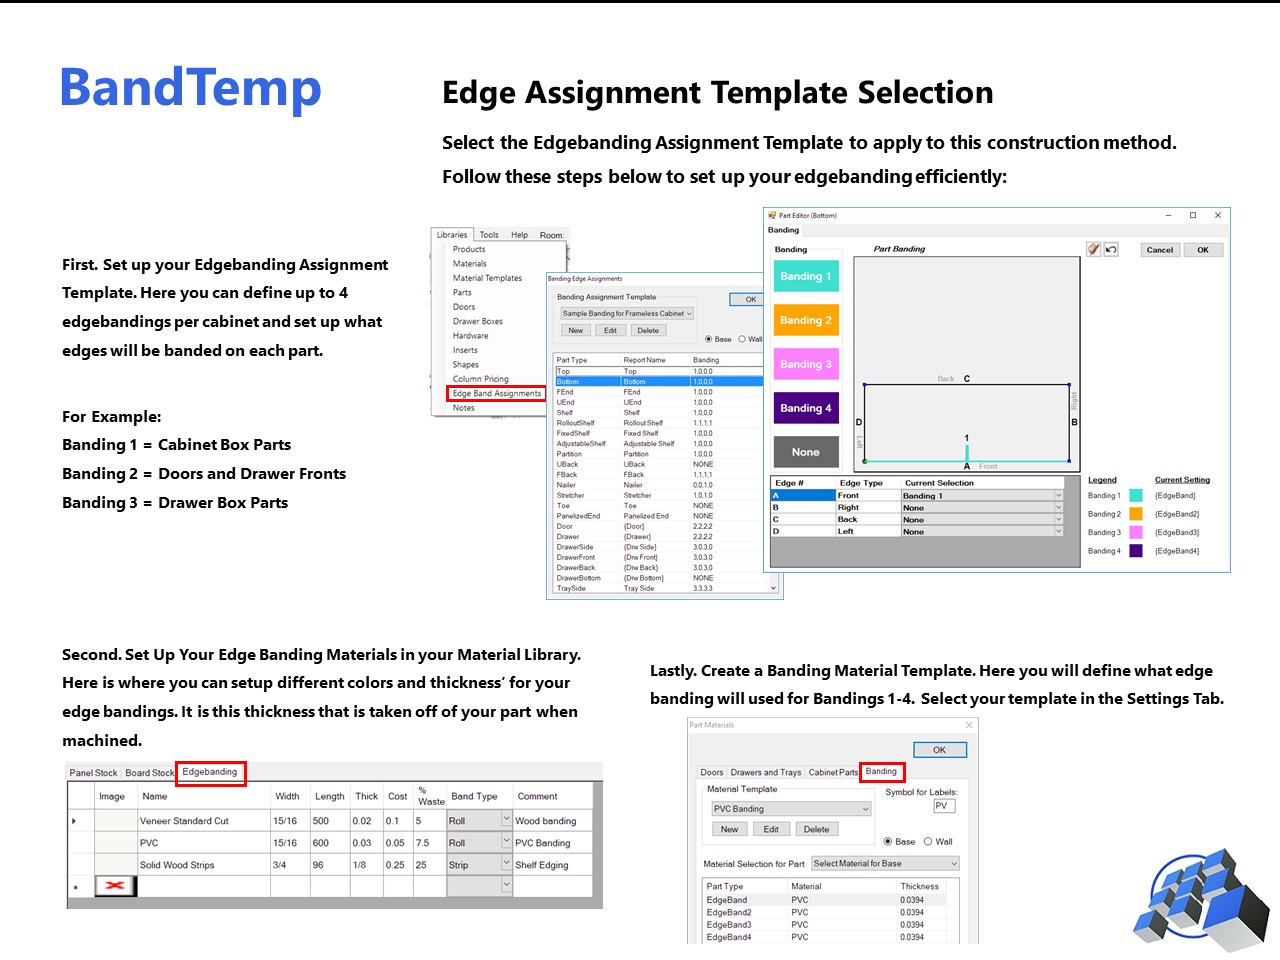 BandTemp
Edge Assignment Template Selection
Select the Edgebanding Assignment Template to apply to this construction method.
Follow these steps below to set up your edgebanding efficiently:
First. Set up your Edgebanding Assignment
Template. Here you can define up to 4
edgebandings per cabinet and set up what
edges will be banded on each part.
For Example:
Banding 1 = Cabinet Box Parts
Banding 2 = Doors and Drawer Fronts
Banding 3 = Drawer Box Parts
Libraries Tools Help Room:
Products
Materials
Material Templates
Parts
Doors
Drawer Boxes
Hardware
Inserts
Shapes
Column Pricing
Edge Band Assignments
Notes
Banding Edge Assignments
Banding Assignment Template
OK
Sample Banding for Frameless Cabinet
New Edit Delete
Base Wall
Part Type Report Name Banding
Top Top 1,0,0,0
Bottom Bottom 1,0,0,0
FEnd FEnd 1,0,0,0
UEnd UEnd 1,0,0,0
Shelf Shelf 1,0,0,0
RolloutShelf Rollout Shelf 1,1,1,1
FixedShelf Fixed Shelf 1,0,0,0
AdjustableShelf Adjustable Shelf 1,0,0,0
Partition Partition 1,0,0,0
UBack UBack NONE
FBack FBack 1,1,1,1
Nailer Nailer 0,0,1,0
Stretcher Stretcher 1,0,1,0
Toe Toe NONE
PanelizedEnd Panelized End NONE
Door {Door} 2,2,2,2
Drawer {Drawer} 2,2,2,2
DrawerSide {Drw Side} 3,0,3,0
DrawerFront {Drw Front} 3,0,3,0
DrawerBack {Drw Back} 3,0,3,0
DrawerBottom {Drw Bottom} NONE
TraySide Tray Side 3,3,3,3
Part Editor (Bottom)
Banding
Banding Part Banding Cancel OK
Banding 1
Banding 2
Banding 3
Banding 4
None
Back C
Right
D B
Left
1
A Front
Edge # Edge Type Current Selection
A Front Banding 1
B Right None
C Back None
D Left None
Legend Current Setting
Banding 1 {EdgeBand}
Banding 2 {EdgeBand2}
Banding 3 {EdgeBand3}
Banding 4 {EdgeBand4}
Second. Set Up Your Edge Banding Materials in your Material Library.
Here is where you can setup different colors and thickness’ for your
edge bandings. It is this thickness that is taken off of your part when
machined.
Panel Stock Board Stock Edgebanding
Image Name Width Length Thick Cost % Waste Band Type Comment
Veneer Standard Cut 15/16 500 0.02 0.1 5 Roll Wood banding
PVC 15/16 600 0.03 0.05 7.5 Roll PVC Banding
Solid Wood Strips 3/4 96 1/8 0.25 25 Strip Shelf Edging
Lastly. Create a Banding Material Template. Here you will define what edge
banding will used for Bandings 1-4. Select your template in the Settings Tab.
Part Materials
OK
Doors Drawers and Trays Cabinet Parts Banding
Material Template Symbol for Labels:
PVC Banding PV
New Edit Delete
Base Wall
Material Selection for Part Select Material for Base
Part Type Material Thickness
EdgeBand PVC 0.0394
EdgeBand2 PVC 0.0394
EdgeBand3 PVC 0.0394
EdgeBand4 PVC 0.0394